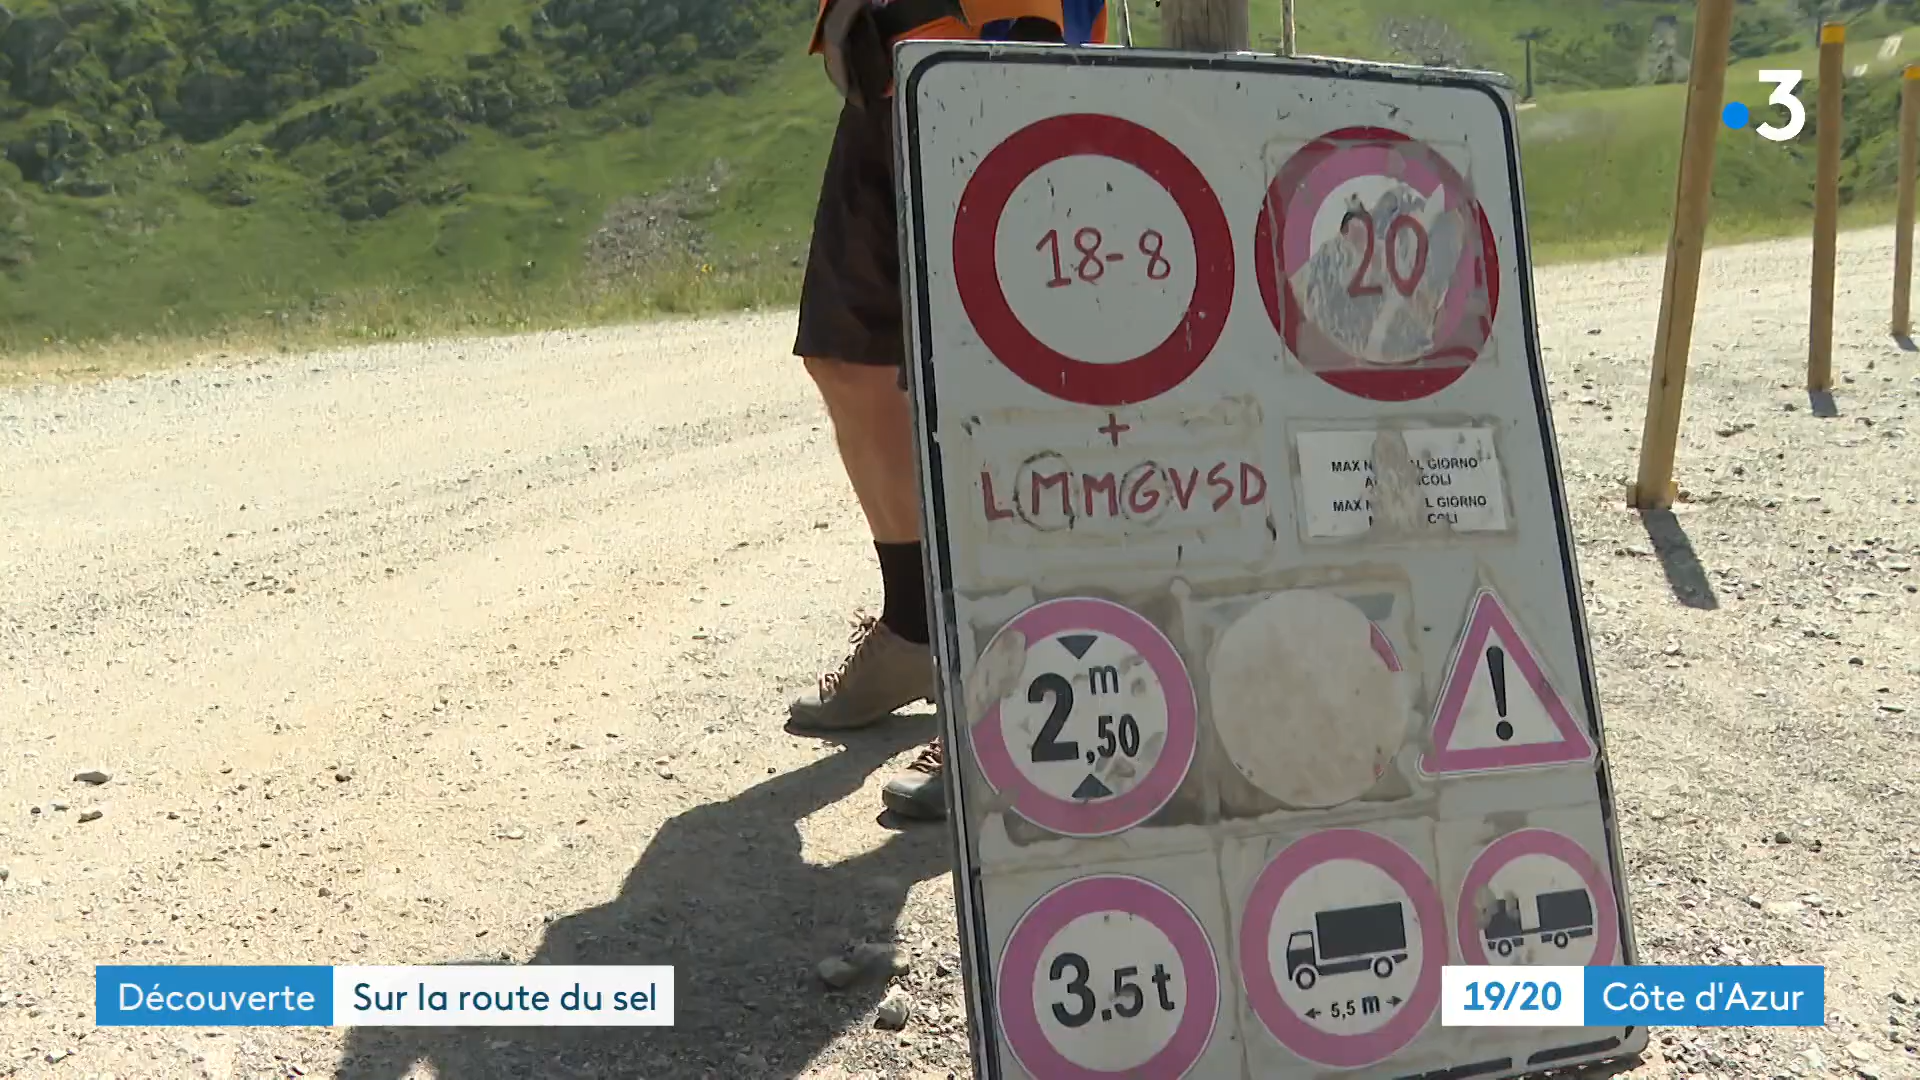 3
18-8
20
+
LMMGVSD
MAX GIORNO
MAX GIORNO
2,50 m
!
3.5t
5,5 m
Découverte Sur la route du sel
19/20 Côte d'Azur